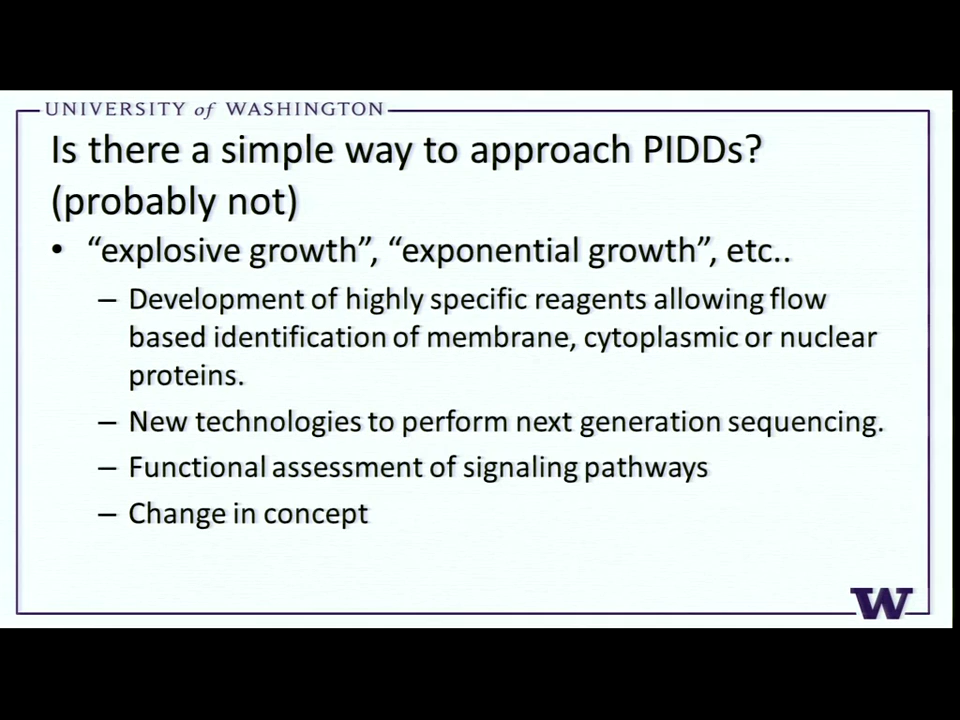 UNIVERSITY of WASHINGTON
Is there a simple way to approach PIDDs?
(probably not)
• “explosive growth”, “exponential growth”, etc..
– Development of highly specific reagents allowing flow
based identification of membrane, cytoplasmic or nuclear
proteins.
– New technologies to perform next generation sequencing.
– Functional assessment of signaling pathways
– Change in concept
W